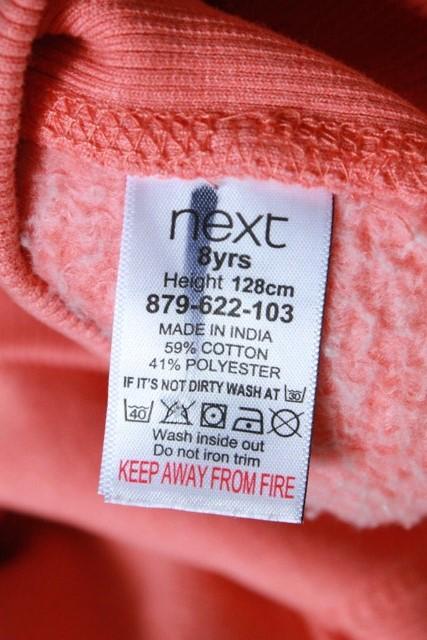 next
8yrs
Height 128cm
879-622-103
MADE IN INDIA
59% COTTON
41% POLYESTER
IF IT'S NOT DIRTY WASH AT 30
40
Wash inside out
Do not iron trim
KEEP AWAY FROM FIRE